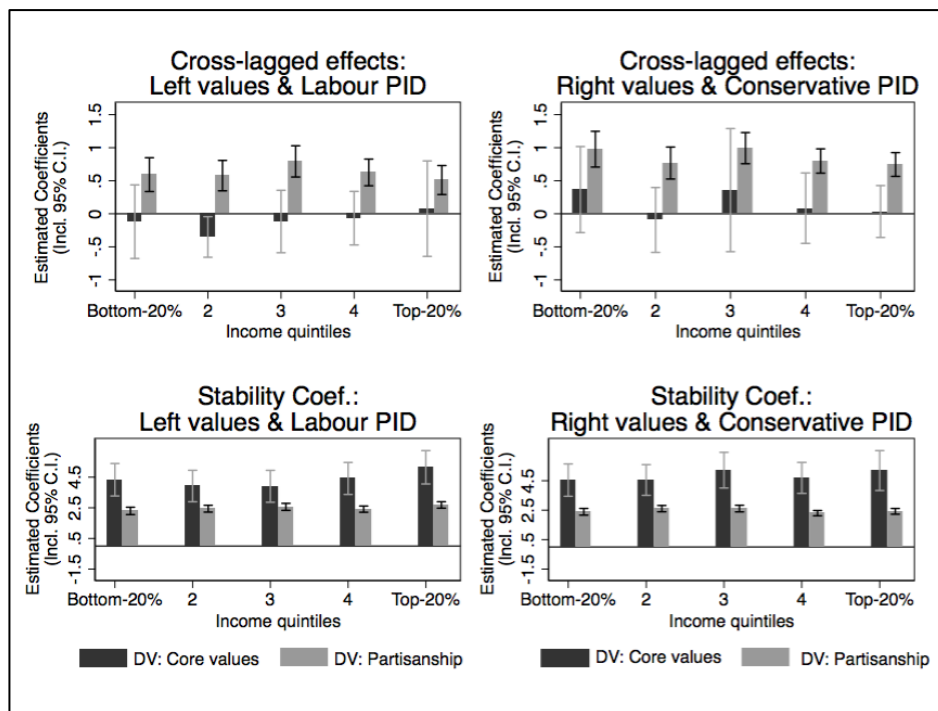 Cross-lagged effects:
Left values & Labour PID
Estimated Coefficients
(Incl. 95% C.I.)
1.5
1
.5
0
-.5
-1
Bottom-20% 2 3 4 Top-20%
Income quintiles
Cross-lagged effects:
Right values & Conservative PID
Estimated Coefficients
(Incl. 95% C.I.)
1.5
1
.5
0
-.5
-1
Bottom-20% 2 3 4 Top-20%
Income quintiles
Stability Coef.:
Left values & Labour PID
Estimated Coefficients
(Incl. 95% C.I.)
4.5
2.5
.5
-1.5
Bottom-20% 2 3 4 Top-20%
Income quintiles
Stability Coef.:
Right values & Conservative PID
Estimated Coefficients
(Incl. 95% C.I.)
4.5
2.5
.5
-1.5
Bottom-20% 2 3 4 Top-20%
Income quintiles
DV: Core values DV: Partisanship
DV: Core values DV: Partisanship